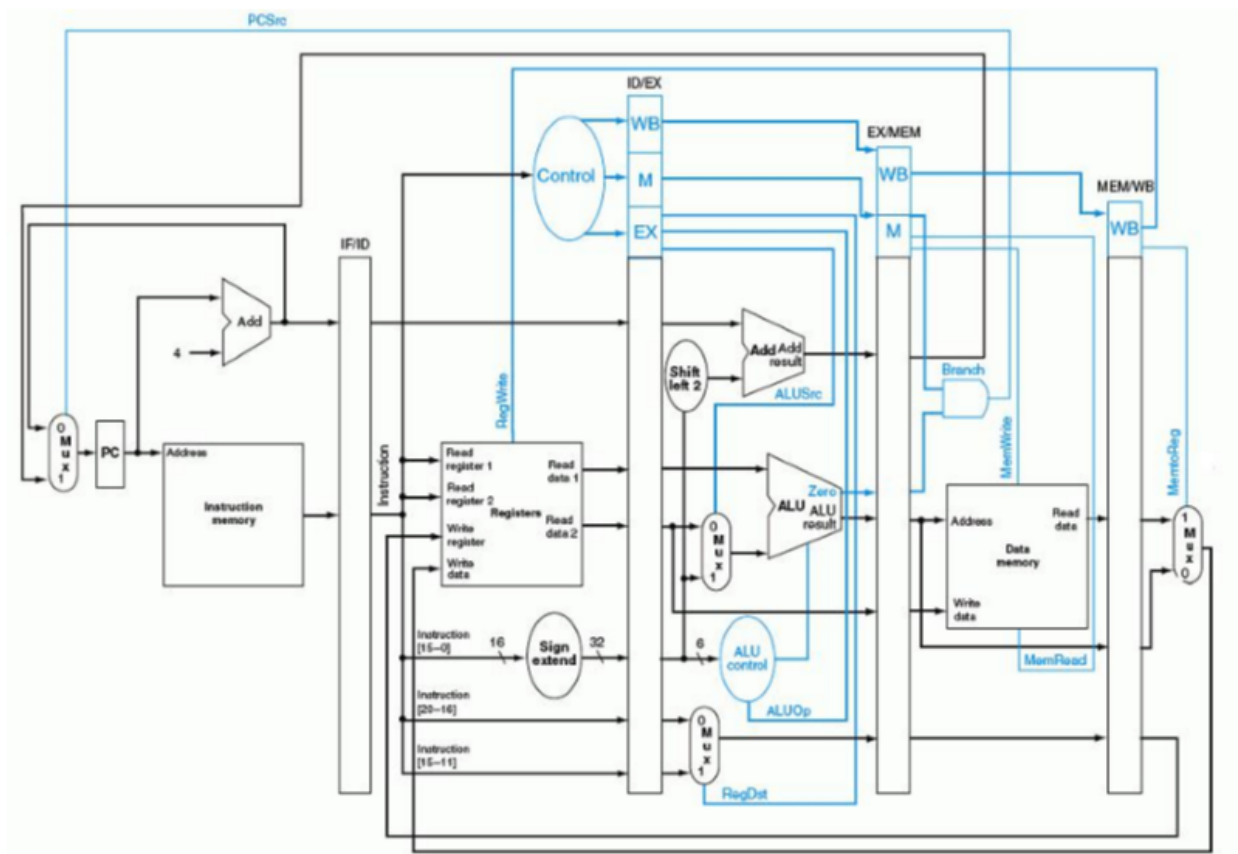 PCSrc
ID/EX
WB
EX/MEM
Control
M
WB
MEM/WB
EX
M
WB
IF/ID
Add
4
Add Add
result
Shift
left 2
Branch
ALUSrc
RegWrite
MemWrite
MemtoReg
0
M
u
x
1
PC
Address
Instruction
memory
Instruction
Read
register 1
Read
register 2
Registers
Write
register
Write
data
Read
data 1
Read
data 2
Zero
ALU
ALU
result
0
M
u
x
1
Address
Read
data
Data
memory
Write
data
1
M
u
x
0
Instruction
[15–0]
16
Sign
extend
32
6
ALU
control
MemRead
Instruction
[20–16]
ALUOp
0
M
u
x
1
Instruction
[15–11]
RegDst